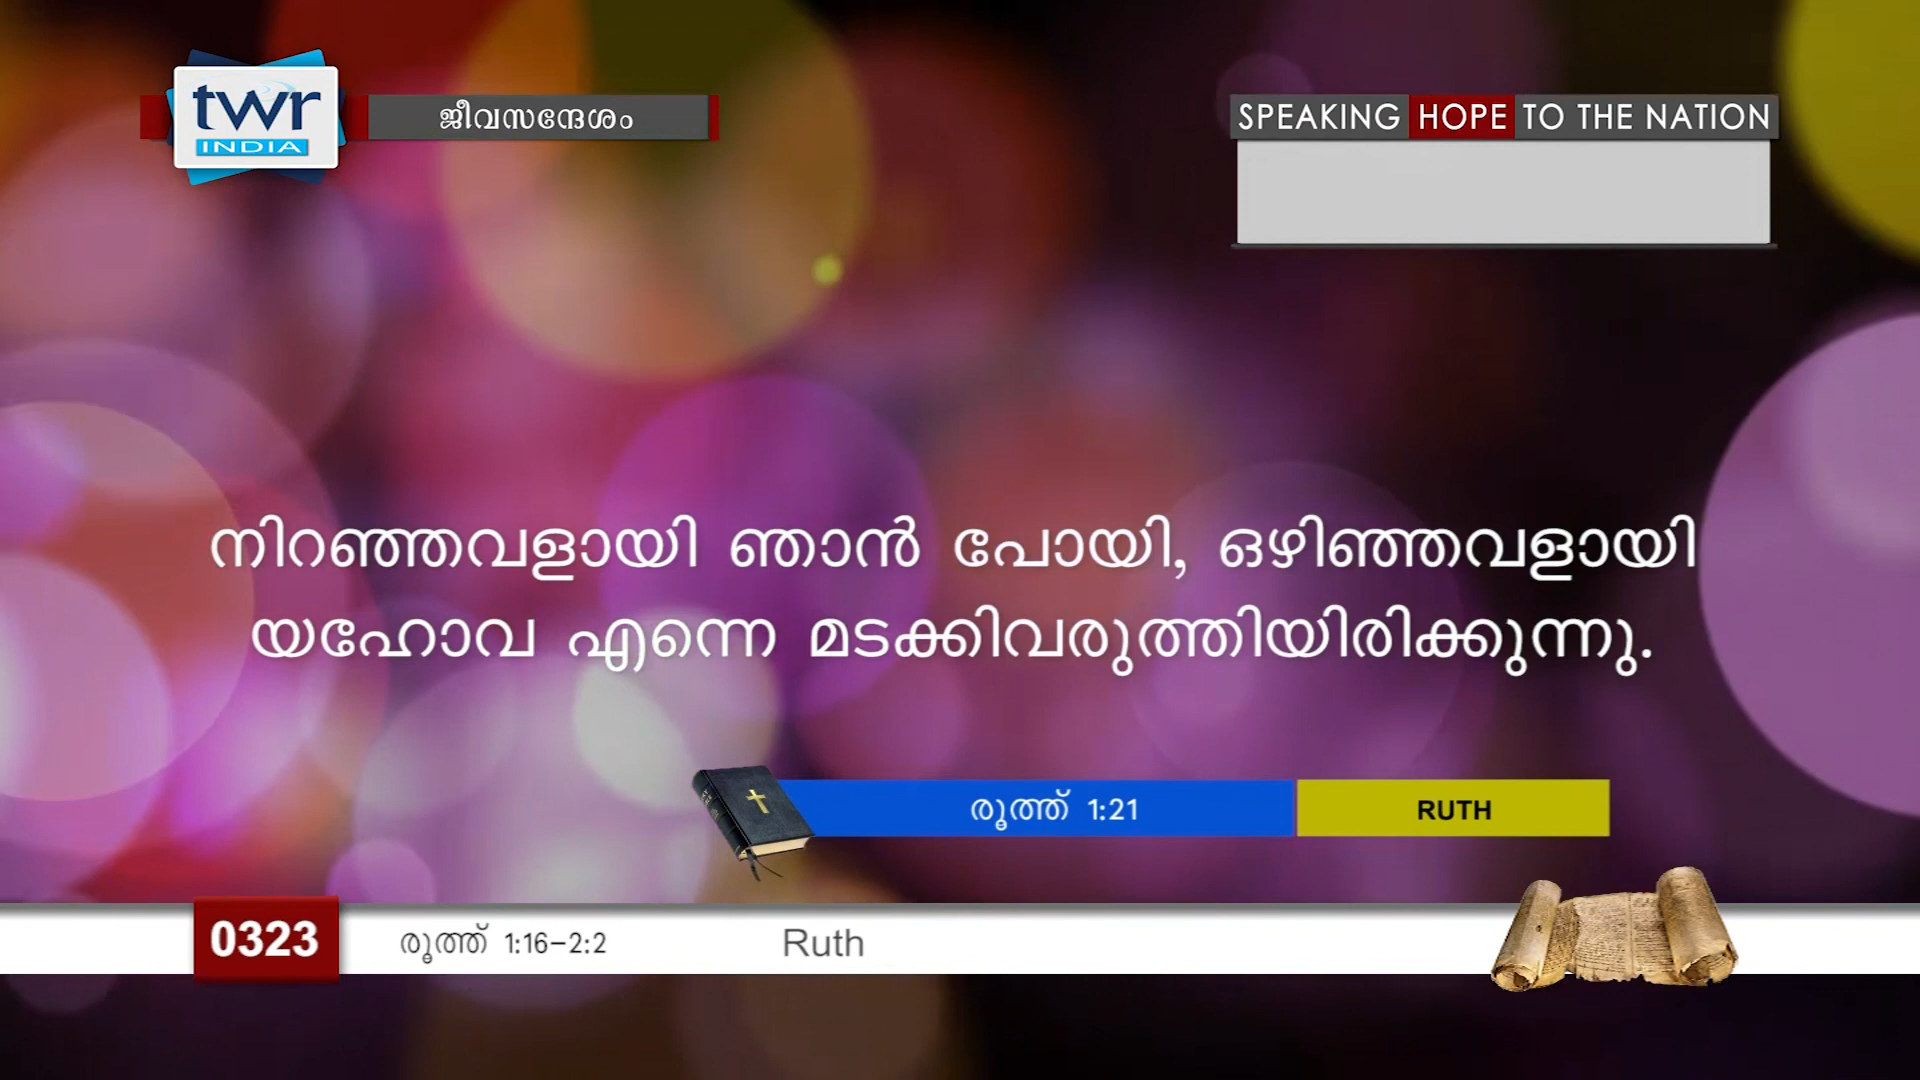 twr
INDIA
ജീവസന്ദേശം
SPEAKING HOPE TO THE NATION
നിറഞ്ഞവളായി ഞാൻ പോയി, ഒഴിഞ്ഞവളായി
യഹോവ എന്നെ മടക്കിവരുത്തിയിരിക്കുന്നു.
രൂത്ത് 1:21
RUTH
0323
രൂത്ത് 1:16-2:2
Ruth